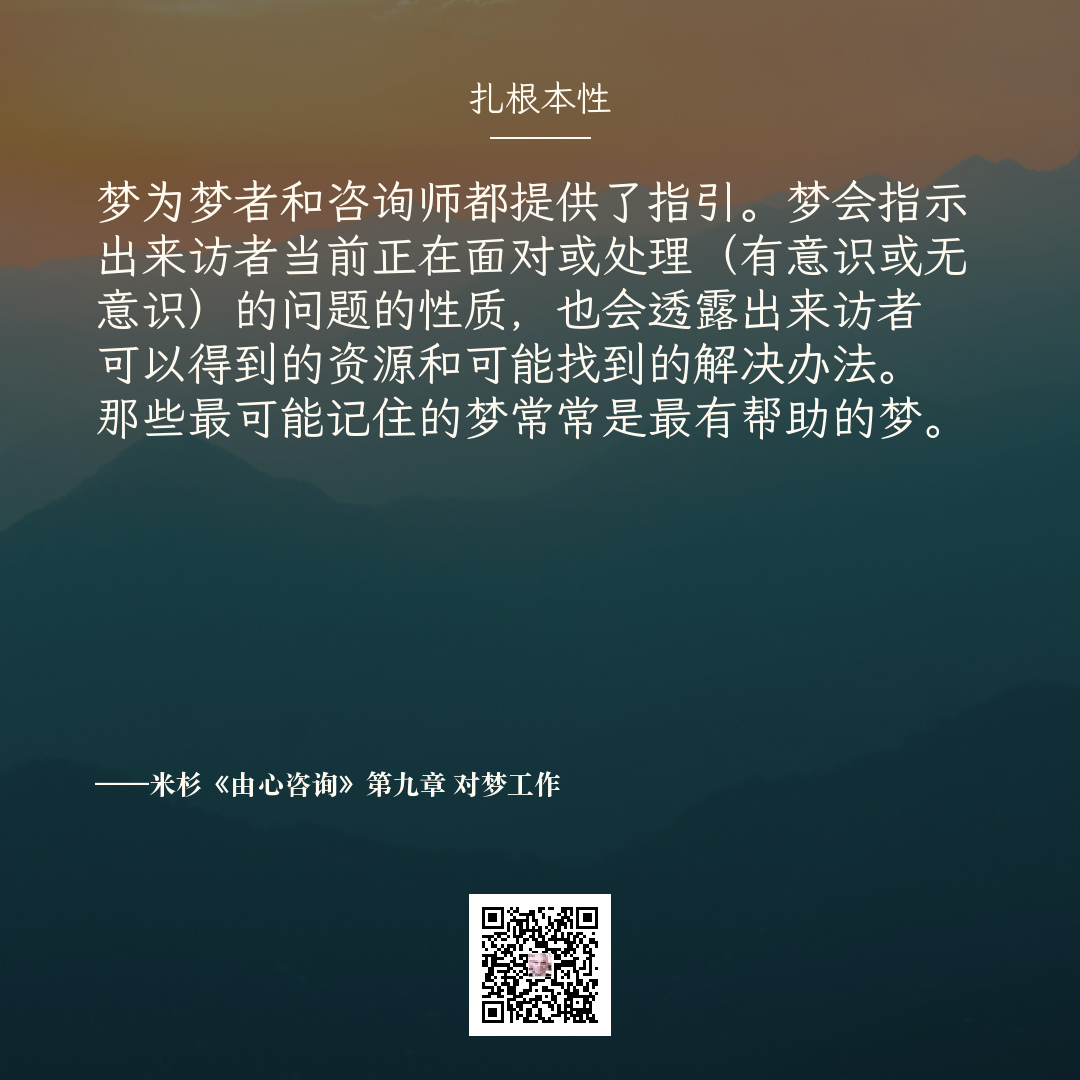 扎根本性
梦为梦者和咨询师都提供了指引。梦会指示
出来访者当前正在面对或处理（有意识或无
意识）的问题的性质，也会透露出来访者
可以得到的资源和可能找到的解决办法。
那些最可能记住的梦常常是最有帮助的梦。
——米杉《由心咨询》第九章 对梦工作